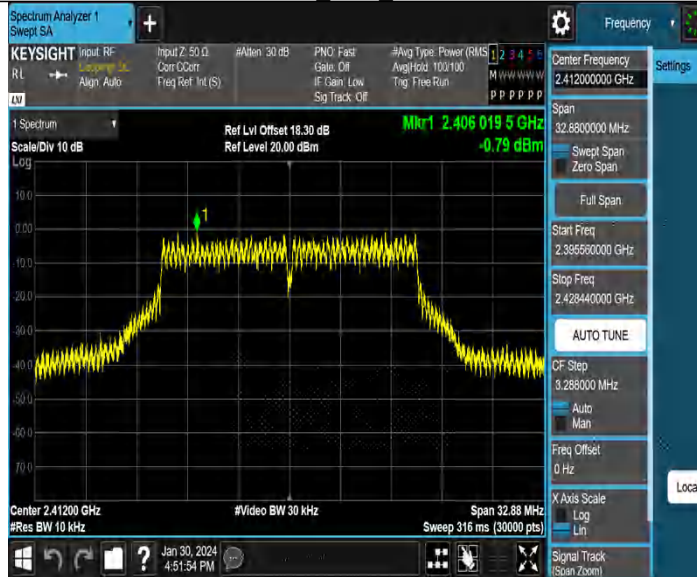 Spectrum Analyzer 1
Swept SA
Frequency
KEYSIGHT
Input: RF
Input Z: 50 Ω
#Atten: 30 dB
PNO: Fast
#Avg Type: Power (RMS
1 2 3 4 5 6
R L
Corr CCorr
Gate: Off
Avg|Hold: 100/100
M W W W W W
Align: Auto
Freq Ref: Int (S)
IF Gain: Low
Trig: Free Run
Sig Track: Off
P P P P P P
LXI
1 Spectrum
Ref Lvl Offset 18.30 dB
Mkr1 2.406 019 5 GHz
Scale/Div 10 dB
Ref Level 20.00 dBm
-0.79 dBm
Log
10.0
0.00
-10.0
-20.0
-30.0
-40.0
-50.0
-60.0
-70.0
1
Center 2.41200 GHz
#Video BW 30 kHz
Span 32.88 MHz
#Res BW 10 kHz
Sweep 316 ms (30000 pts)
?
Jan 30, 2024
4:51:54 PM
Center Frequency
2.412000000 GHz
Settings
Span
32.8800000 MHz
Swept Span
Zero Span
Full Span
Start Freq
2.395560000 GHz
Stop Freq
2.428440000 GHz
AUTO TUNE
CF Step
3.288000 MHz
Auto
Man
Freq Offset
0 Hz
Loca
X Axis Scale
Log
Lin
Signal Track
(Span Zoom)